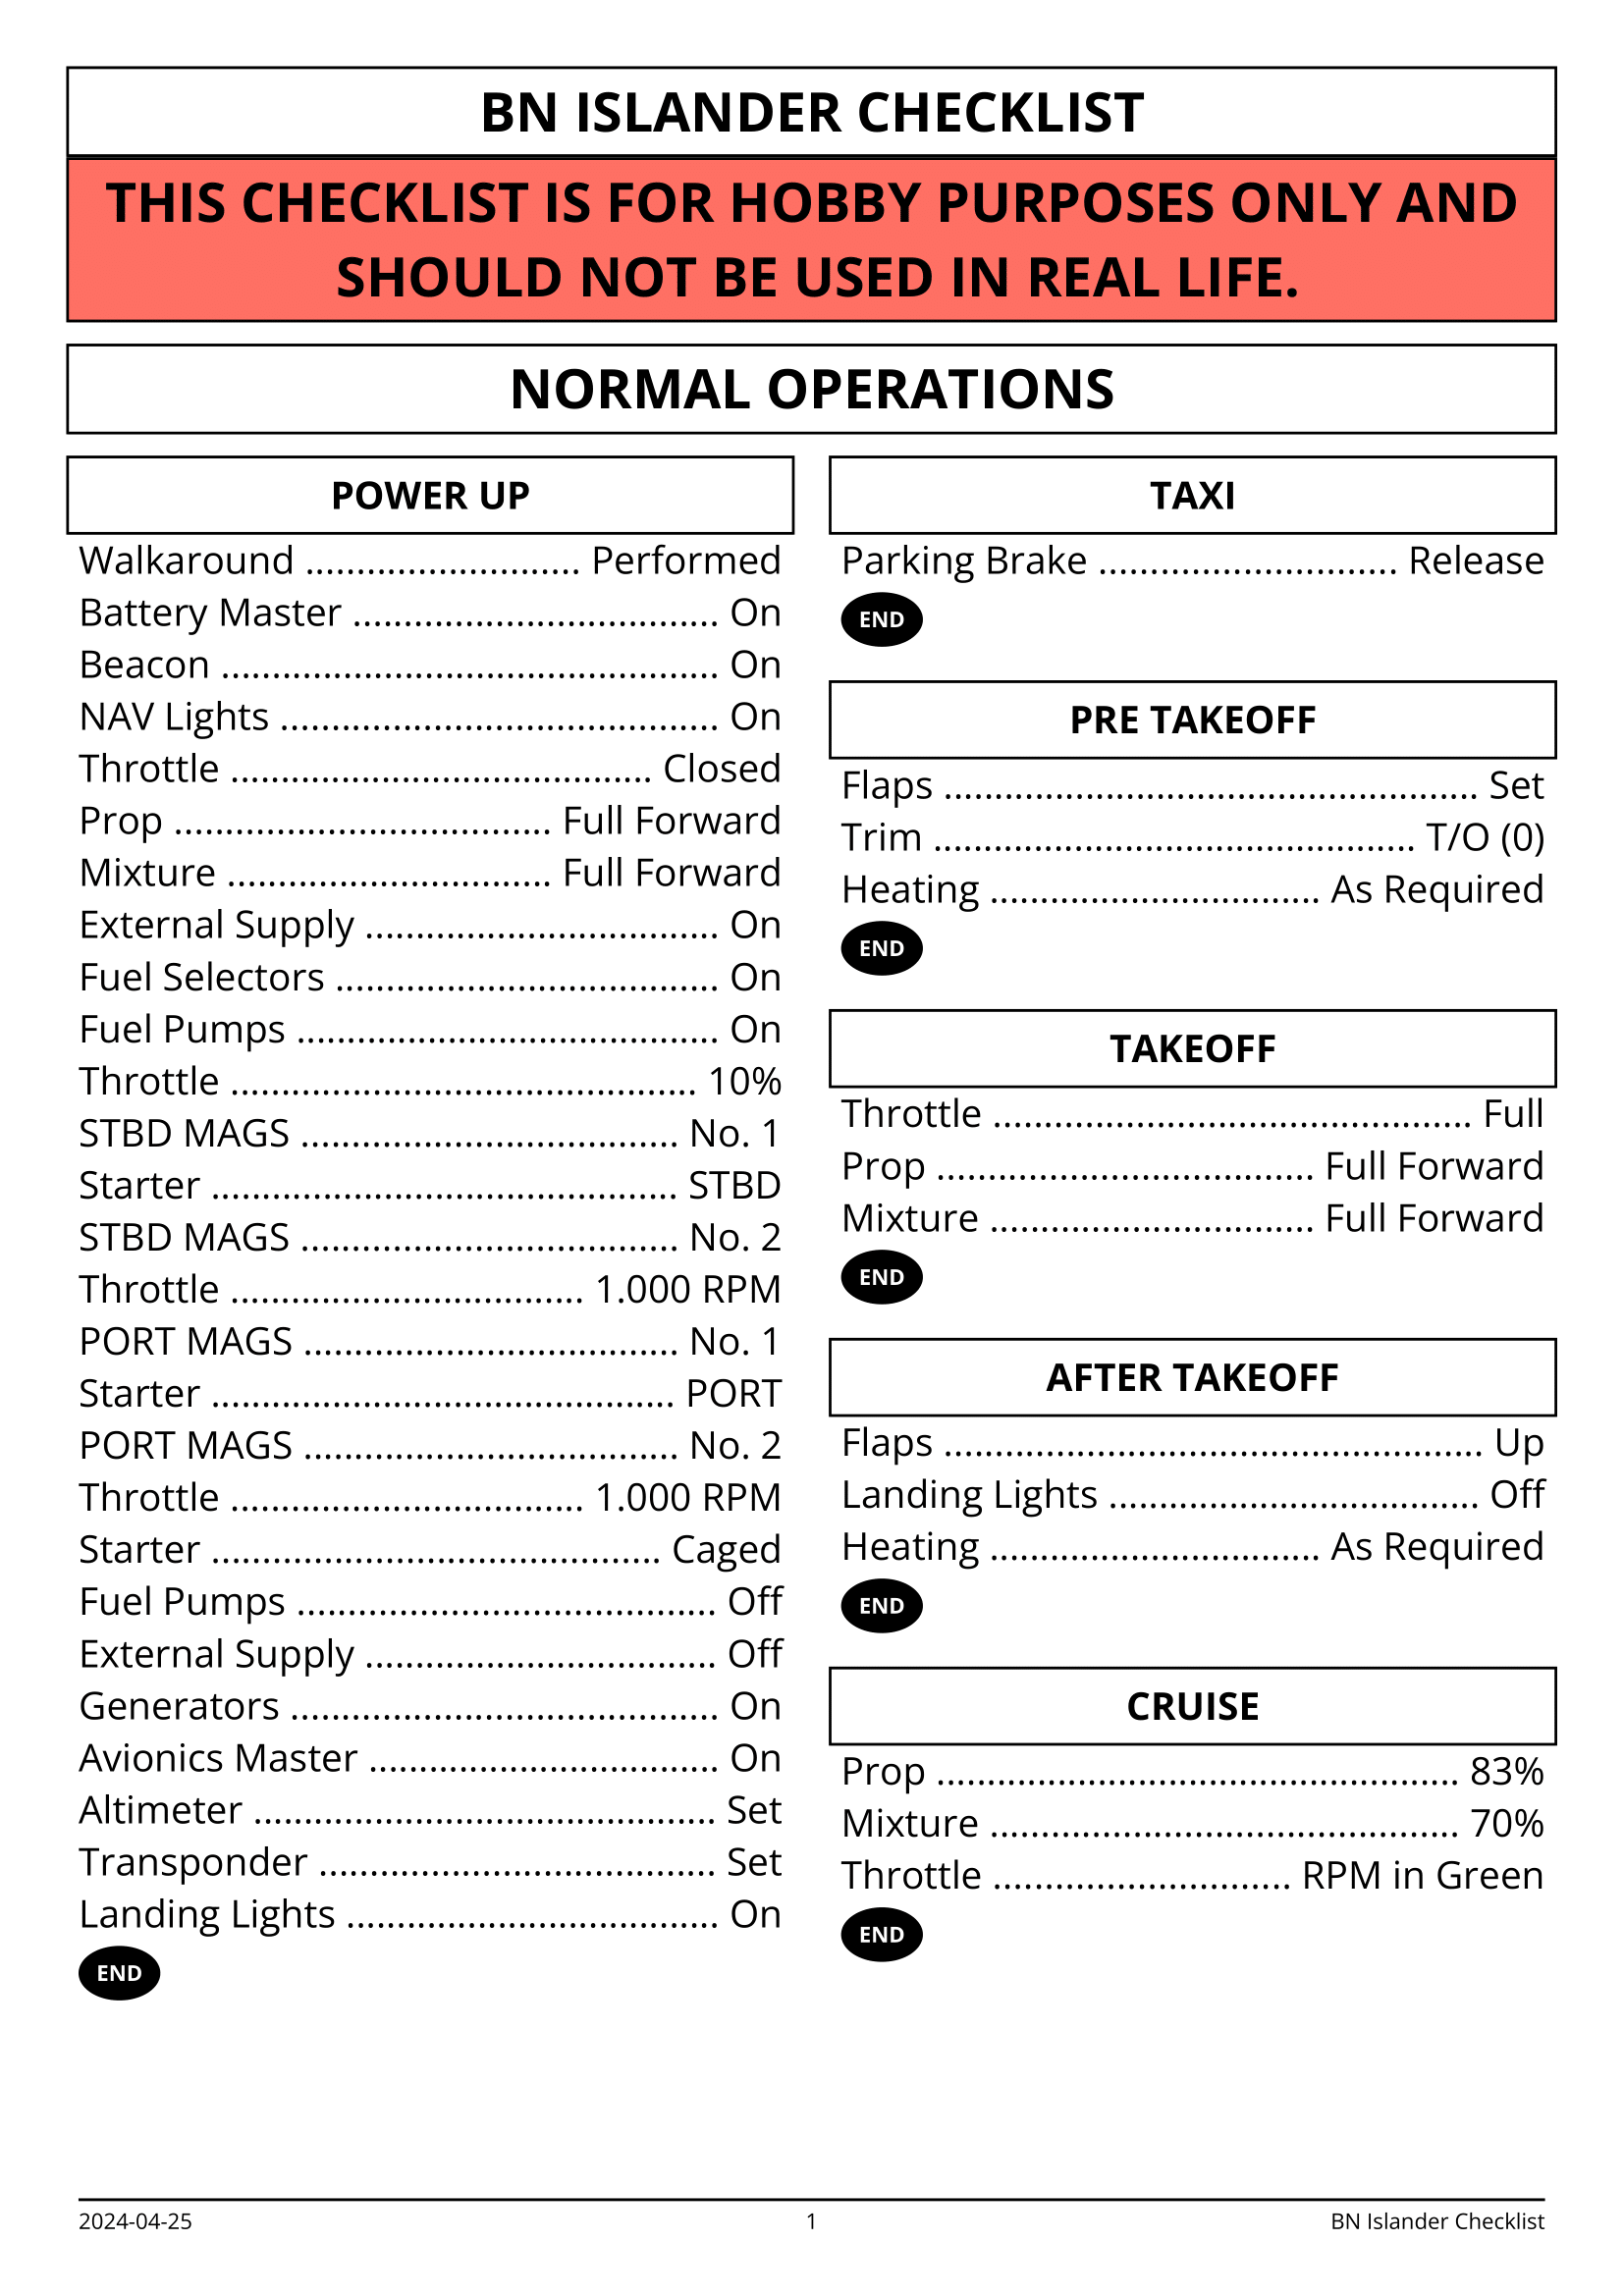 BN ISLANDER CHECKLIST
THIS CHECKLIST IS FOR HOBBY PURPOSES ONLY AND
SHOULD NOT BE USED IN REAL LIFE.
NORMAL OPERATIONS
POWER UP
Walkaround ........................... Performed
Battery Master .................................... On
Beacon ................................................. On
NAV Lights ........................................... On
Throttle ......................................... Closed
Prop ..................................... Full Forward
Mixture ................................ Full Forward
External Supply ................................... On
Fuel Selectors ...................................... On
Fuel Pumps ......................................... On
Throttle .............................................. 10%
STBD MAGS ..................................... No. 1
Starter .............................................. STBD
STBD MAGS ..................................... No. 2
Throttle ................................... 1.000 RPM
PORT MAGS ..................................... No. 1
Starter ............................................. PORT
PORT MAGS ..................................... No. 2
Throttle ................................... 1.000 RPM
Starter ............................................ Caged
Fuel Pumps ......................................... Off
External Supply ................................... Off
Generators .......................................... On
Avionics Master ................................... On
Altimeter ............................................. Set
Transponder ....................................... Set
Landing Lights ..................................... On
END
TAXI
Parking Brake ............................. Release
END
PRE TAKEOFF
Flaps ..................................................... Set
Trim ............................................... T/O (0)
Heating ................................ As Required
END
TAKEOFF
Throttle ............................................... Full
Prop ..................................... Full Forward
Mixture ................................ Full Forward
END
AFTER TAKEOFF
Flaps ..................................................... Up
Landing Lights .................................... Off
Heating ................................ As Required
END
CRUISE
Prop ................................................... 83%
Mixture .............................................. 70%
Throttle ............................. RPM in Green
END
2024-04-25
1
BN Islander Checklist